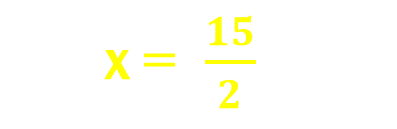 x = 15/2